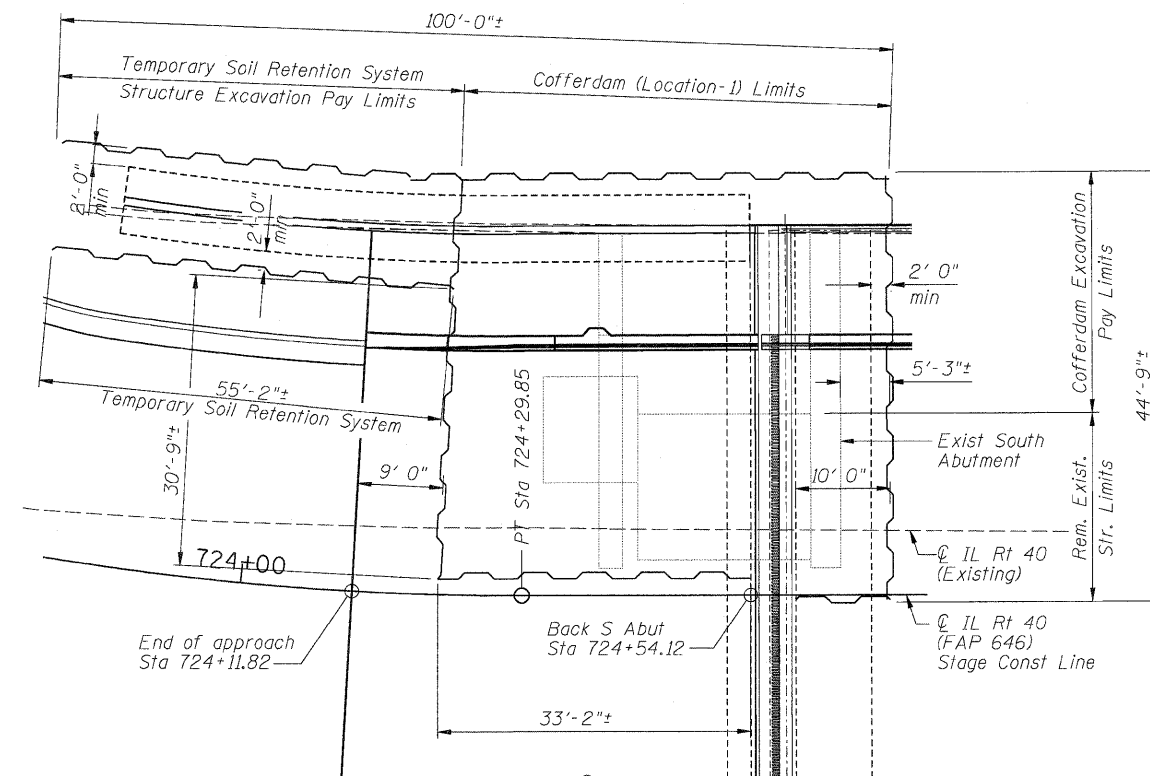 100'-0"±
Temporary Soil Retention System
Structure Excavation Pay Limits
Cofferdam (Location-1) Limits
2'-0"
min
2'-0"
min
Cofferdam Excavation
Pay Limits
44'-9"±
2' 0"
min
5'-3"±
55'-2"±
Temporary Soil Retention System
30'-9"±
9' 0"
PT Sta 724+29.85
10' 0"
Exist South
Abutment
Rem. Exist.
Str. Limits
℄ IL Rt 40
(Existing)
724+00
End of approach
Sta 724+11.82
Back S Abut
Sta 724+54.12
℄ IL Rt 40
(FAP 646)
Stage Const Line
33'-2"±